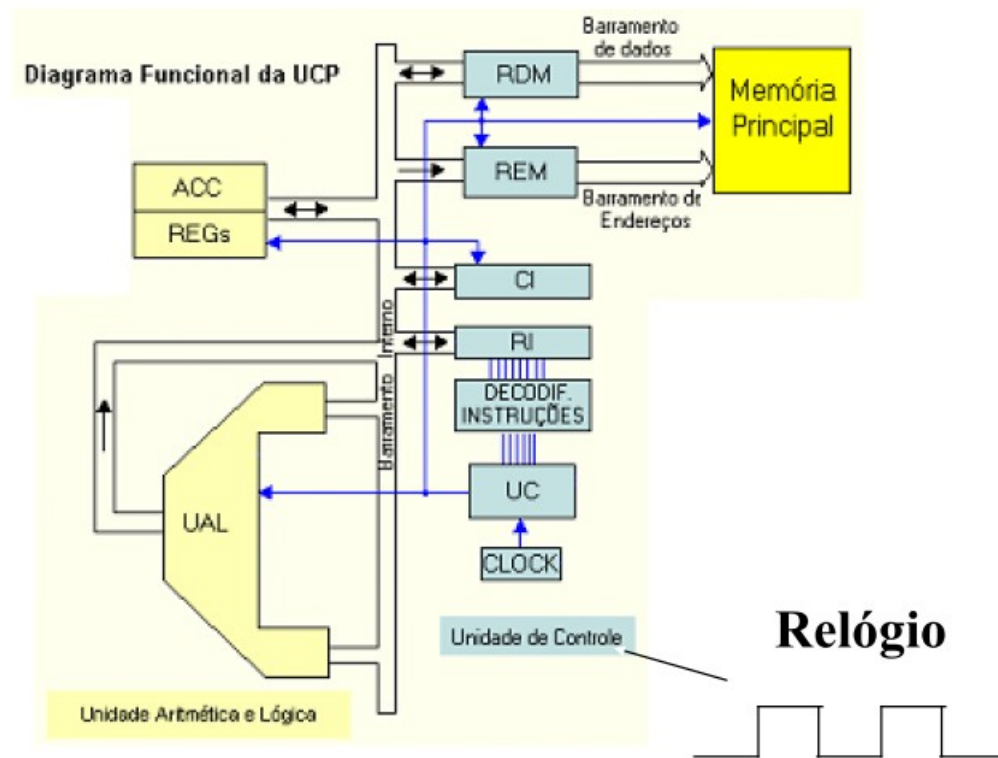 Diagrama Funcional da UCP
Barramento
de dados
RDM
Memória
Principal
REM
Barramento de
Endereços
ACC
REGs
CI
RI
Barramento Interno
DECODIF.
INSTRUÇÕES
UC
UAL
CLOCK
Unidade de Controle
Relógio
Unidade Aritmética e Lógica